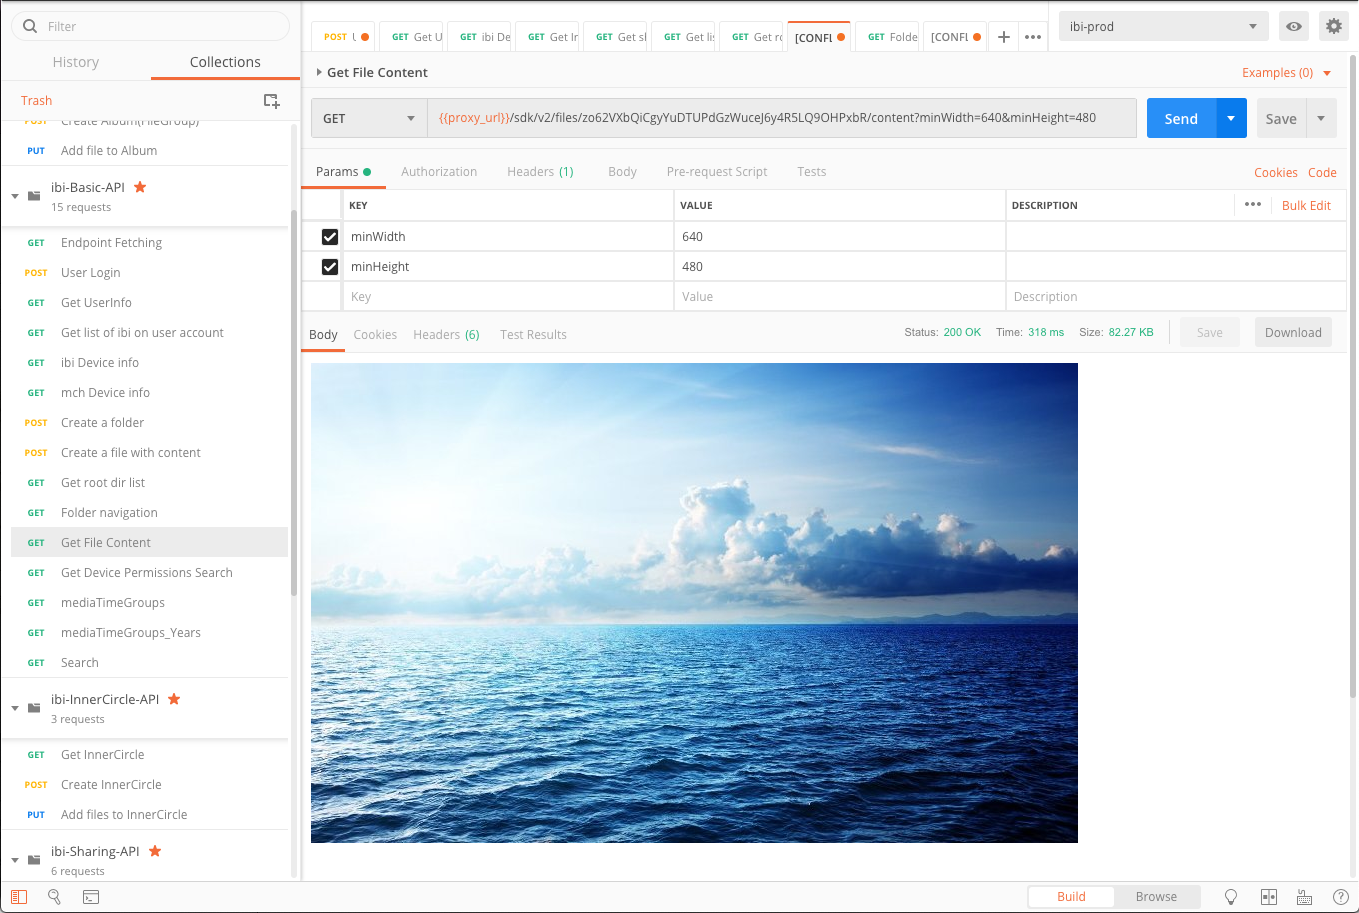 Filter
History
Collections
Trash
Create Album(FileGroup)
PUT Add file to Album
ibi-Basic-API
15 requests
GET Endpoint Fetching
POST User Login
GET Get UserInfo
GET Get list of ibi on user account
GET ibi Device info
GET mch Device info
POST Create a folder
POST Create a file with content
GET Get root dir list
GET Folder navigation
GET Get File Content
GET Get Device Permissions Search
GET mediaTimeGroups
GET mediaTimeGroups_Years
GET Search
ibi-InnerCircle-API
3 requests
GET Get InnerCircle
POST Create InnerCircle
PUT Add files to InnerCircle
ibi-Sharing-API
6 requests
POST
GET Get U
GET ibi De
GET Get In
GET Get sl
GET Get lis
GET Get ro
[CONFL
GET Folde
[CONFL
ibi-prod
Get File Content
Examples (0)
GET
{{proxy_url}}/sdk/v2/files/zo62VXbQiCgyYuDTUPdGzWuceJ6y4R5LQ9OHPxbR/content?minWidth=640&minHeight=480
Send
Save
Params
Authorization
Headers (1)
Body
Pre-request Script
Tests
Cookies
Code
KEY
VALUE
DESCRIPTION
Bulk Edit
minWidth
640
minHeight
480
Key
Value
Description
Body
Cookies
Headers (6)
Test Results
Status: 200 OK
Time: 318 ms
Size: 82.27 KB
Save
Download
Build
Browse